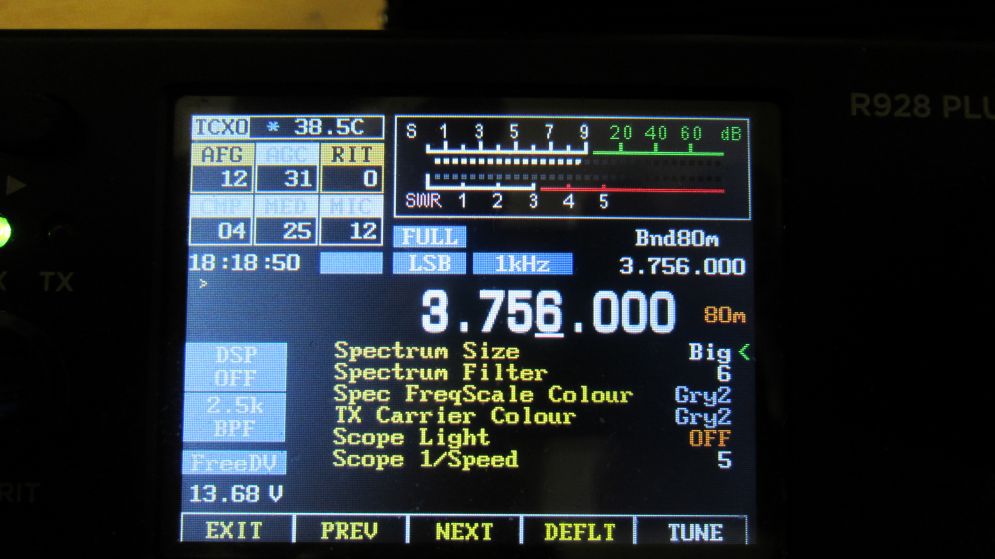 R928 PLU
TCXO * 38.5C
S 1 3 5 7 9 20 40 60 dB
AFG AGC RIT
12 31 0
SWR 1 2 3 4 5
CMP MED MIC
04 25 12
FULL Bnd80m
18:18:50 LSB 1kHz 3.756.000
>
TX
3.756.000 80m
DSP
OFF
2.5k
BPF
FreeDV
13.68 V
Spectrum Size Big <
Spectrum Filter 6
Spec FreqScale Colour Gry2
TX Carrier Colour Gry2
Scope Light OFF
Scope 1/Speed 5
RIT
EXIT PREV NEXT DEFLT TUNE